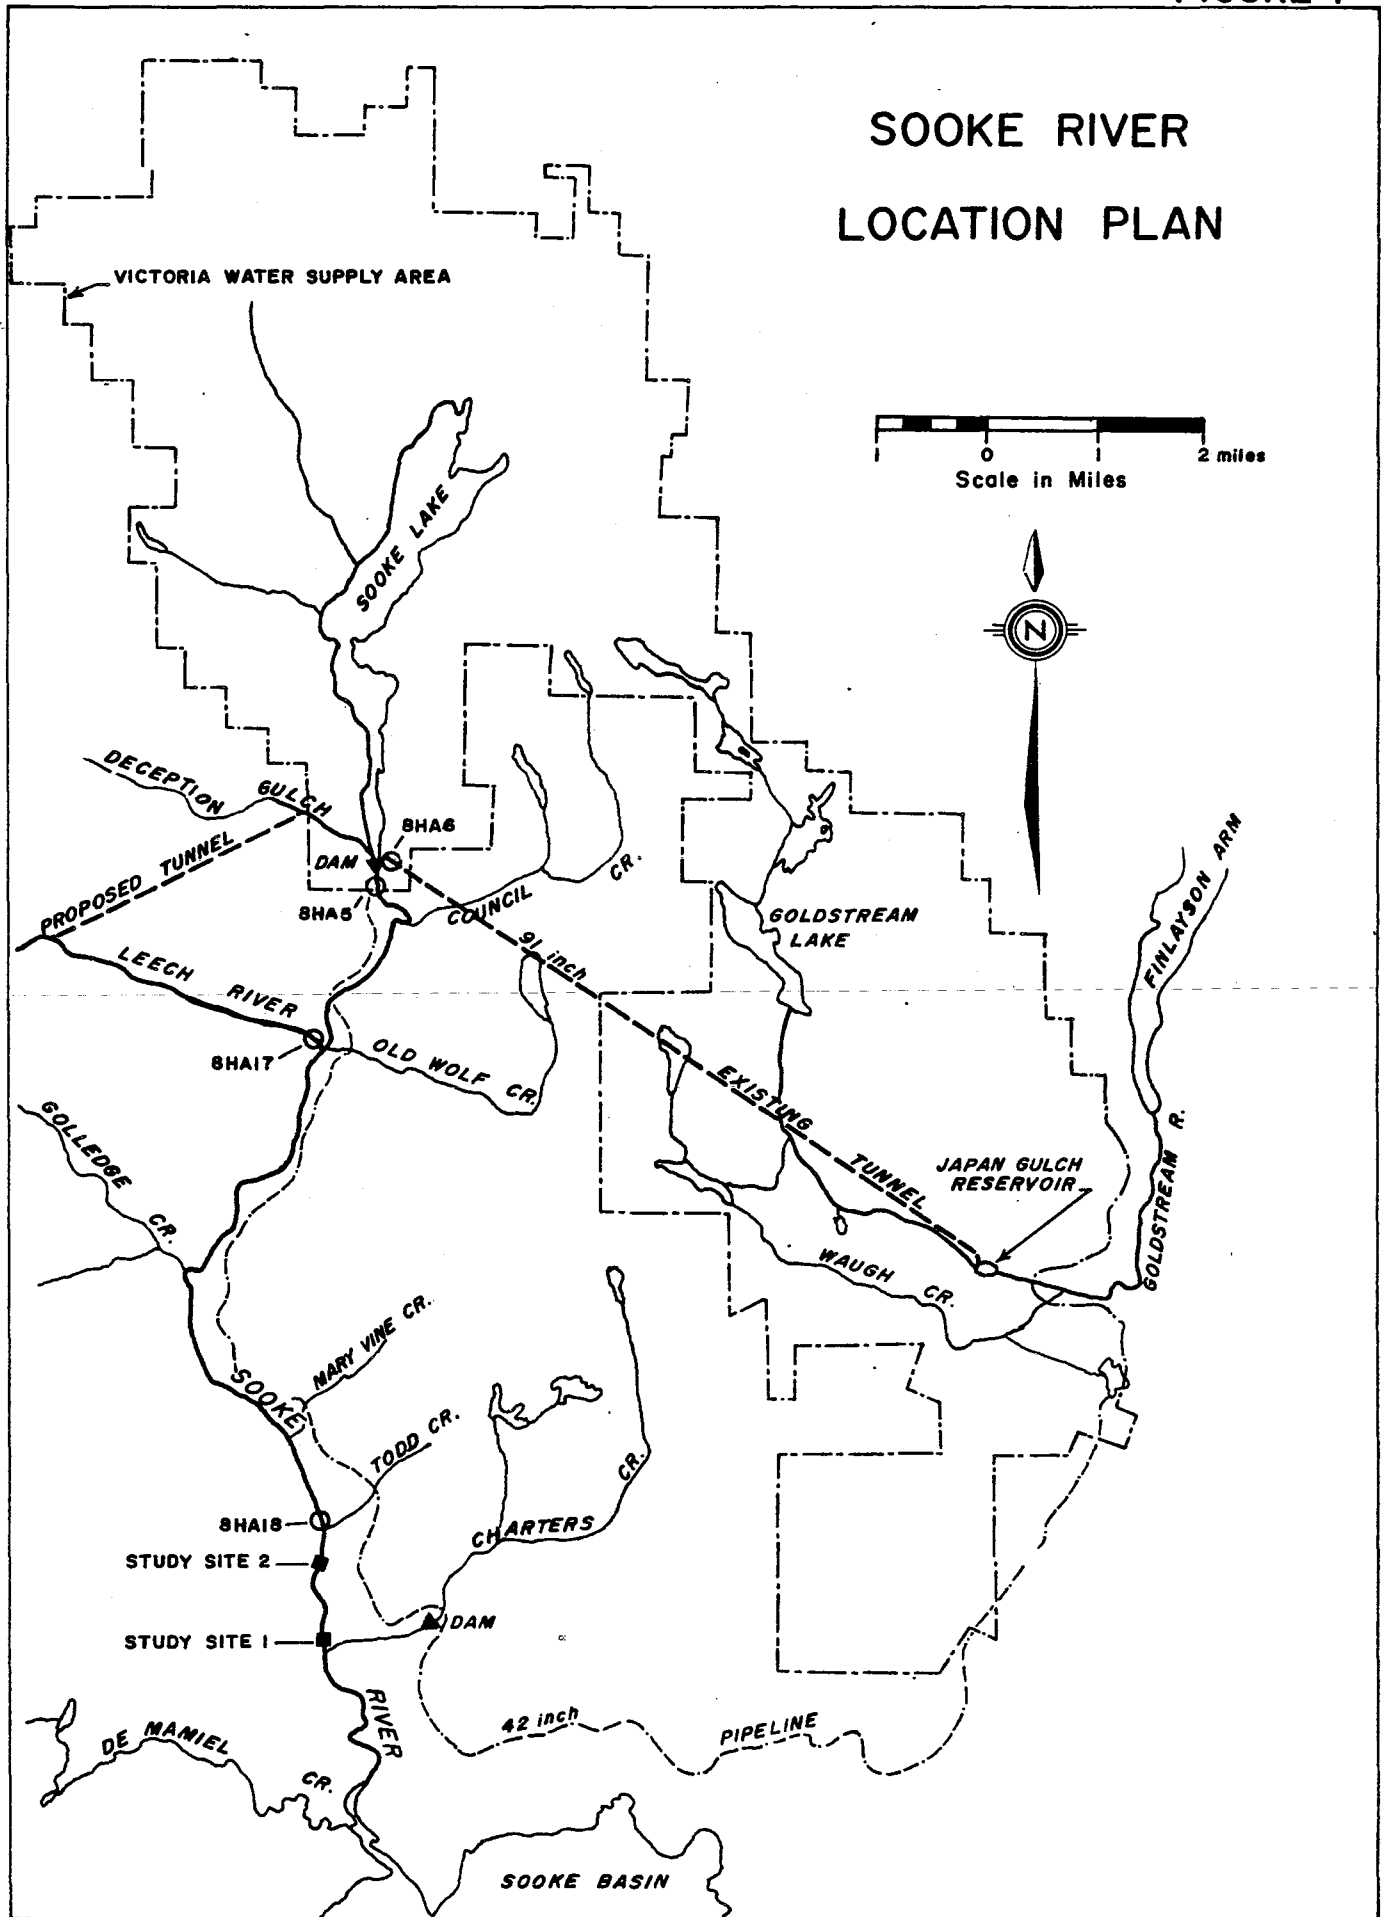 SOOKE RIVER
LOCATION PLAN
VICTORIA WATER SUPPLY AREA
1 0 1 2 miles
Scale in Miles
SOOKE LAKE
N
DECEPTION GULCH
8HA6
PROPOSED TUNNEL
DAM
8HA5
COUNCIL CR.
GOLDSTREAM
LAKE
FINLAYSON ARM
91 inch
LEECH RIVER
8HA17
OLD WOLF CR.
EXISTING TUNNEL
GOLLEDGE CR.
JAPAN GULCH
RESERVOIR
GOLDSTREAM R.
WAUGH CR.
MARY VINE CR.
SOOKE
TODD CR.
8HA18
CHARTERS CR.
STUDY SITE 2
DAM
STUDY SITE 1
RIVER
42 inch PIPELINE
DE MAMIEL CR.
SOOKE BASIN